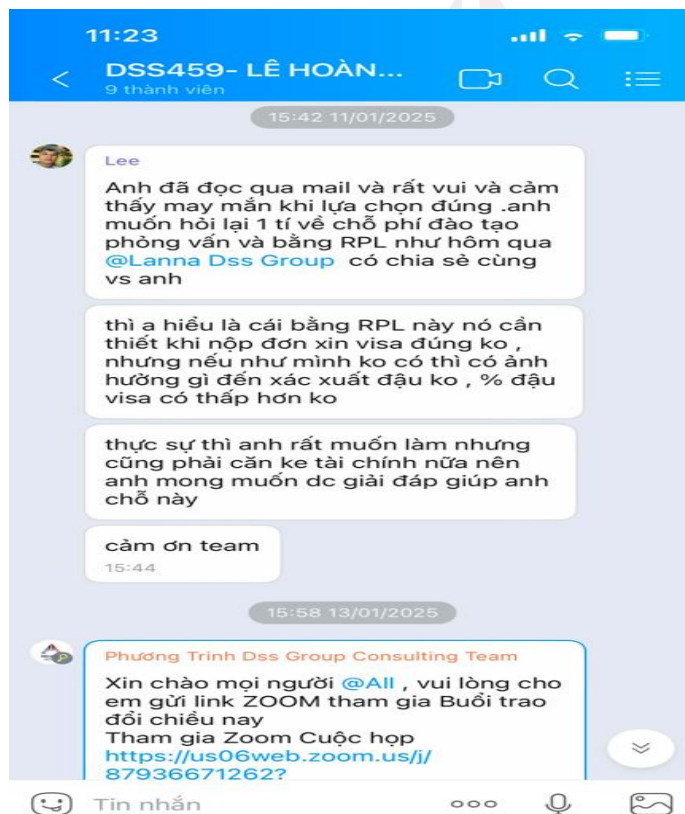 11:23
DSS459- LÊ HOÀN...
9 thành viên
15:42 11/01/2025
Lee
Anh đã đọc qua mail và rất vui và cảm
thấy may mắn khi lựa chọn đúng .anh
muốn hỏi lại 1 tí về chỗ phí đào tạo
phỏng vấn và bằng RPL như hôm qua
@Lanna Dss Group có chia sẻ cùng
vs anh
thì a hiểu là cái bằng RPL này nó cần
thiết khi nộp đơn xin visa đúng ko ,
nhưng nếu như mình ko có thì có ảnh
hưởng gì đến xác xuất đậu ko , % đậu
visa có thấp hơn ko
thực sự thì anh rất muốn làm nhưng
cũng phải căn ke tài chính nữa nên
anh mong muốn dc giải đáp giúp anh
chỗ này
cảm ơn team
15:44
15:58 13/01/2025
Phương Trinh Dss Group Consulting Team
Xin chào mọi người @All , vui lòng cho
em gửi link ZOOM tham gia Buổi trao
đổi chiều nay
Tham gia Zoom Cuộc họp
https://us06web.zoom.us/j/
87936671262?
Tin nhắn